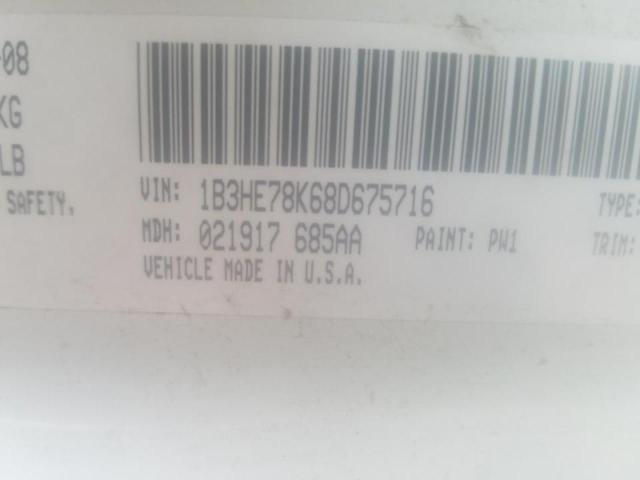 -08
KG
LB
SAFETY.
VIN: 1B3HE78K68D675716 TYPE:
MDH: 021917 685AA PAINT: PW1 TRIM:
VEHICLE MADE IN U.S.A.